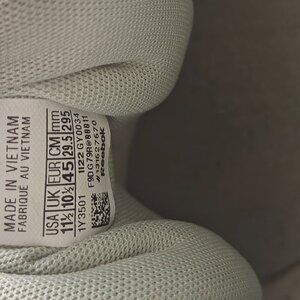 MADE IN VIETNAM
FABRIQUE AU VIETNAM
USA UK EUR CM mm
11½ 10½ 45 29.5 295
1Y3501 1122 GY0034
Reebok